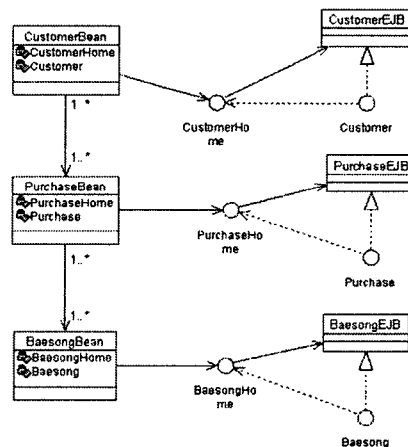 CustomerBean
CustomerHome
Customer
CustomerEJB
CustomerHo
me
Customer
1..*
1..*
PurchaseBean
PurchaseHome
Purchase
PurchaseEJB
PurchaseHo
me
Purchase
1..*
1..*
BaesongBean
BaesongHome
Baesong
BaesongEJB
BaesongHo
me
Baesong